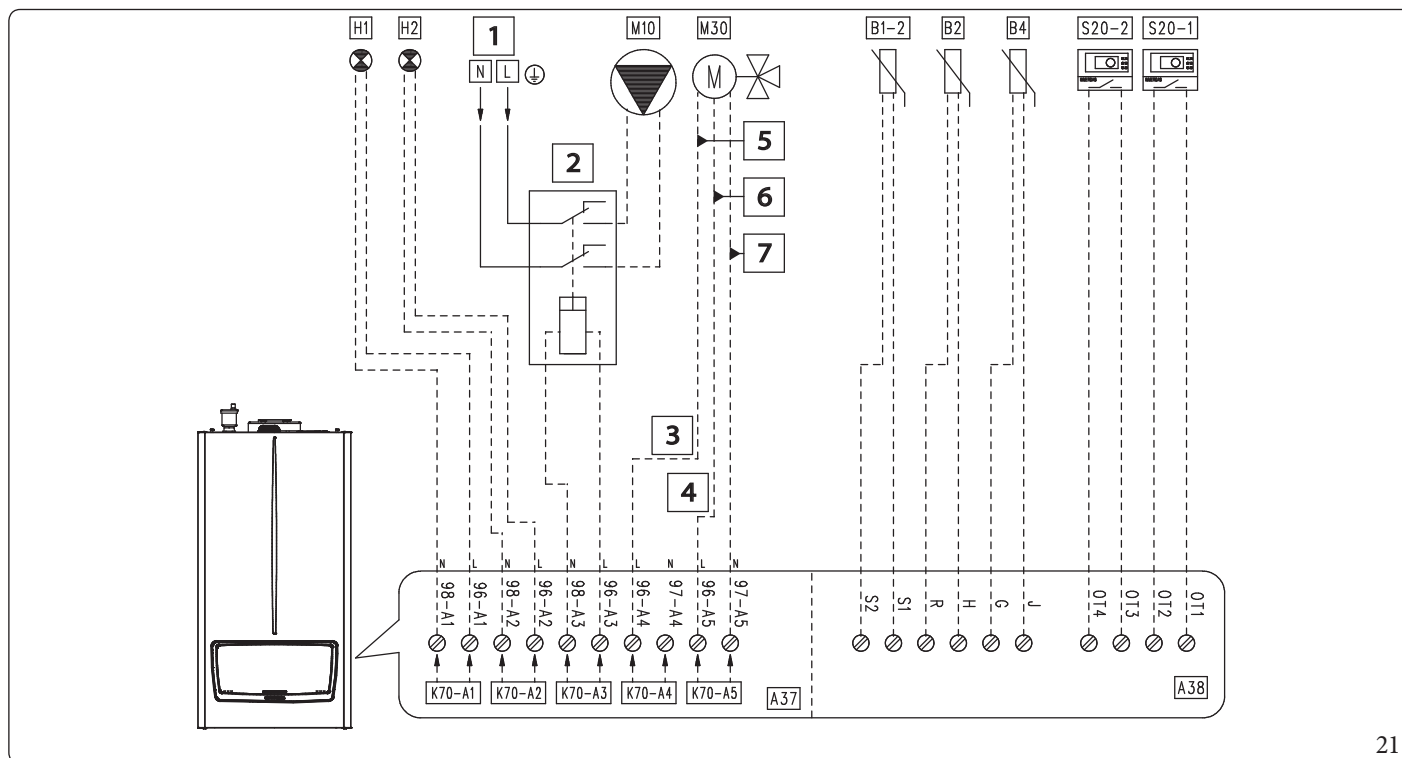 H1 H2 1 M10 M30 B1-2 B2 B4 S20-2 S20-1
N L
M
5
2
6
7
3
4
N L N L N L L N L N
98-A1 96-A1 98-A2 96-A2 98-A3 96-A3 96-A4 97-A4 96-A5 97-A5 S2 S1 R H G J OT4 OT3 OT2 OT1
K70-A1 K70-A2 K70-A3 K70-A4 K70-A5 A37 A38
21